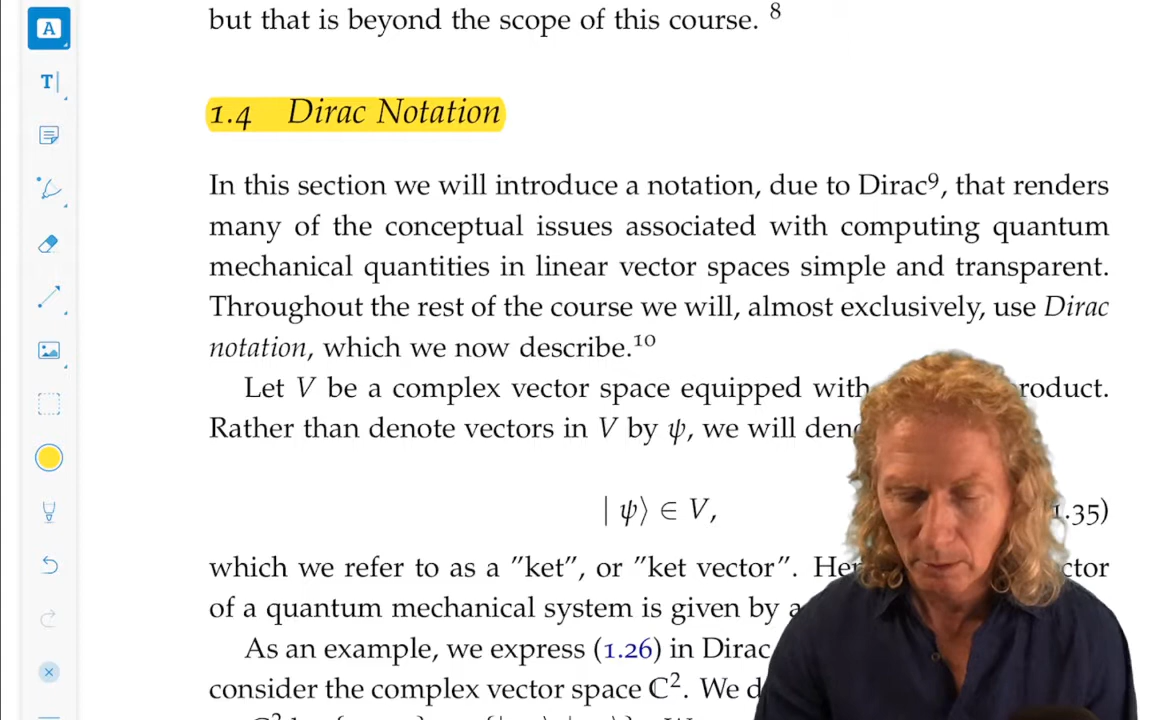 but that is beyond the scope of this course. 8
1.4 Dirac Notation
In this section we will introduce a notation, due to Dirac9, that renders
many of the conceptual issues associated with computing quantum
mechanical quantities in linear vector spaces simple and transparent.
Throughout the rest of the course we will, almost exclusively, use Dirac
notation, which we now describe.10
Let V be a complex vector space equipped with
Rather than denote vectors in V by ψ, we will
| ψ⟩ ∈ V,
.35)
which we refer to as a "ket", or "ket vector".
of a quantum mechanical system is given by
As an example, we express (1.26) in Dirac
consider the complex vector space ℂ². We
A
T